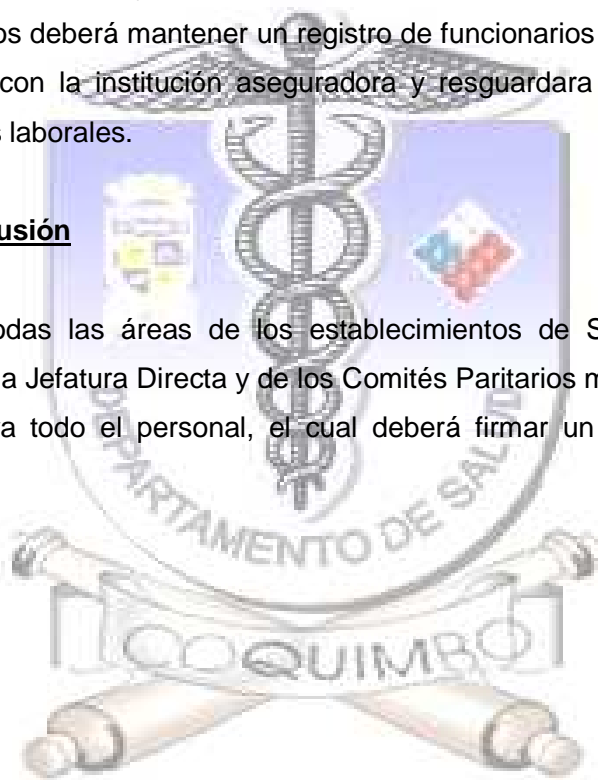 os deberá mantener un registro de funcionarios
con la institución aseguradora y resguardara
s laborales.
usión
odas las áreas de los establecimientos de S
a Jefatura Directa y de los Comités Paritarios m
a todo el personal, el cual deberá firmar un
DEPARTAMENTO DE SALUD
COQUIMBO